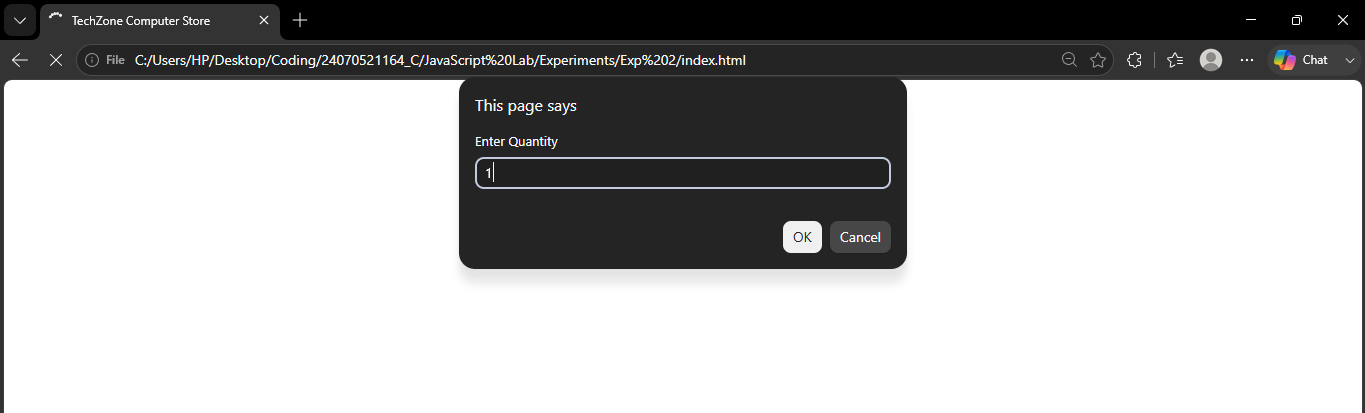 TechZone Computer Store
File C:/Users/HP/Desktop/Coding/24070521164_C/JavaScript%20Lab/Experiments/Exp%202/index.html
Chat
This page says
Enter Quantity
1
OK Cancel